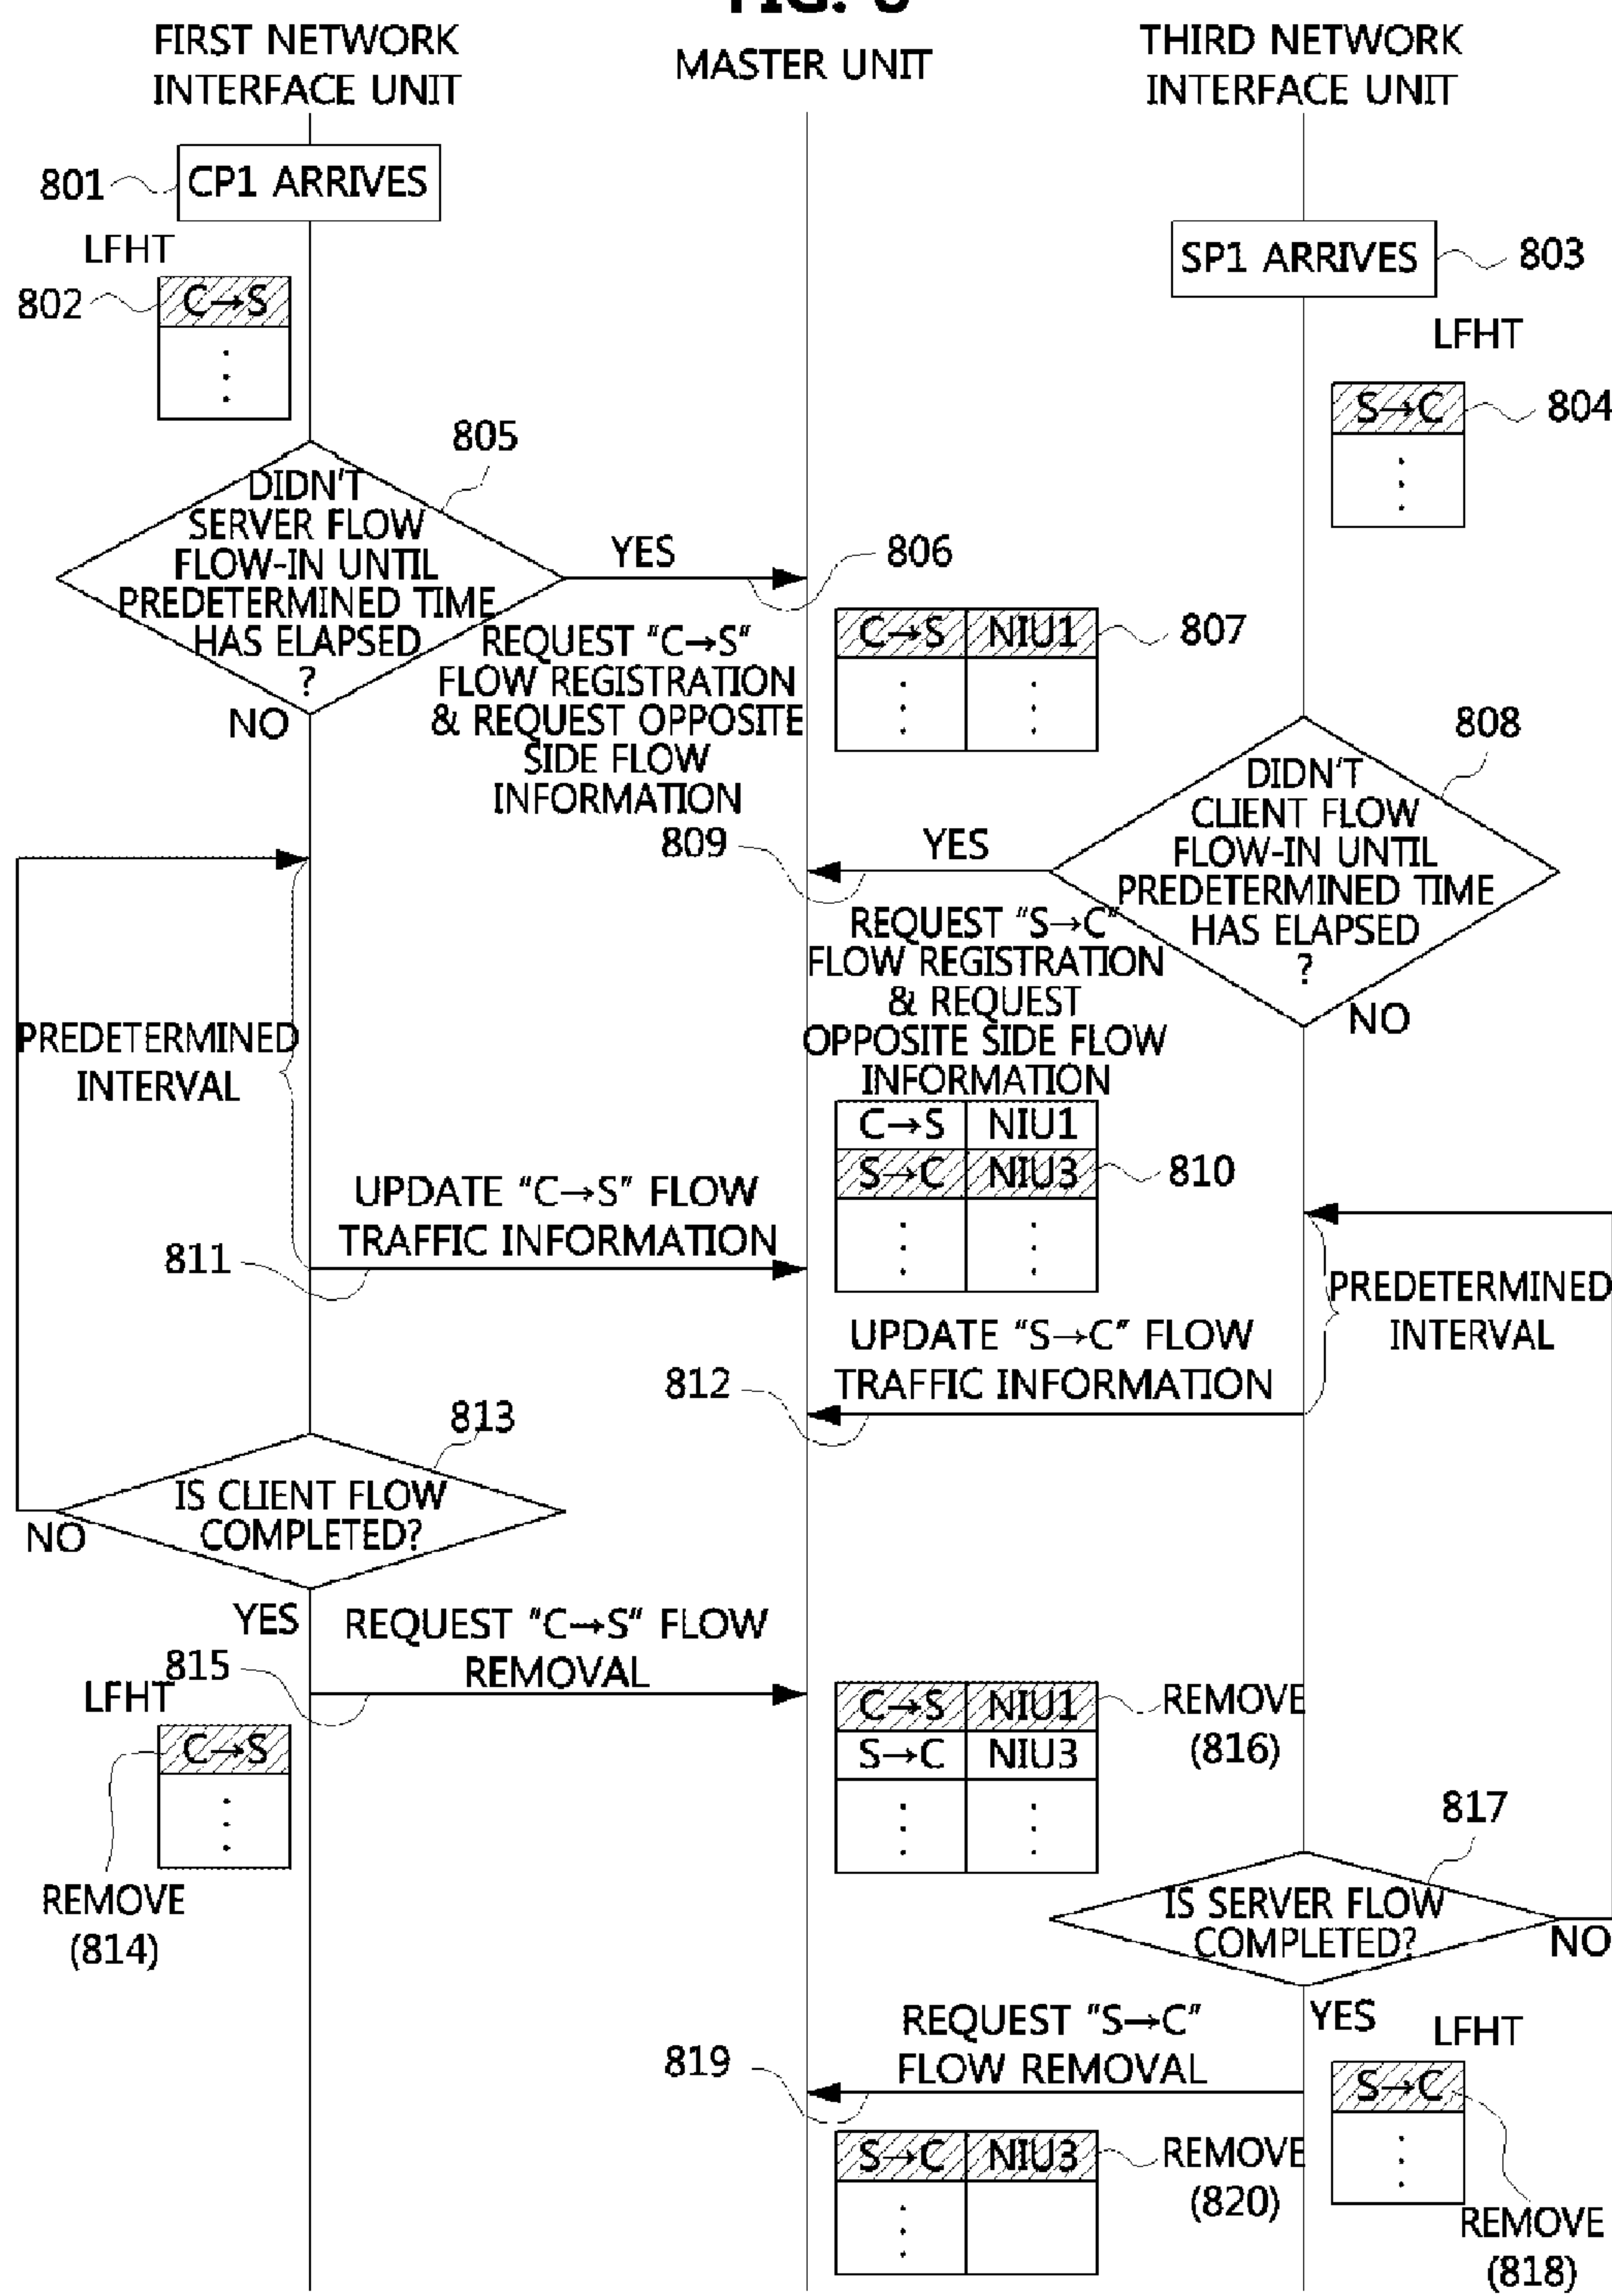 FIRST NETWORK
INTERFACE UNIT
MASTER UNIT
THIRD NETWORK
INTERFACE UNIT
801
CP1 ARRIVES
SP1 ARRIVES
803
LFHT
802
C→S
LFHT
S→C
804
805
DIDN'T
SERVER FLOW
FLOW-IN UNTIL
PREDETERMINED TIME
HAS ELAPSED
?
NO
YES
806
REQUEST "C→S"
FLOW REGISTRATION
& REQUEST OPPOSITE
SIDE FLOW
INFORMATION
C→S NIU1
807
808
DIDN'T
CLIENT FLOW
FLOW-IN UNTIL
PREDETERMINED TIME
HAS ELAPSED
?
NO
809
YES
REQUEST "S→C"
FLOW REGISTRATION
& REQUEST
OPPOSITE SIDE FLOW
INFORMATION
PREDETERMINED
INTERVAL
C→S NIU1
S→C NIU3
810
UPDATE "C→S" FLOW
TRAFFIC INFORMATION
811
PREDETERMINED
INTERVAL
UPDATE "S→C" FLOW
TRAFFIC INFORMATION
812
813
IS CLIENT FLOW
COMPLETED?
NO
YES
REQUEST "C→S" FLOW
REMOVAL
815
LFHT
C→S
REMOVE
(814)
C→S NIU1
S→C NIU3
REMOVE
(816)
817
IS SERVER FLOW
COMPLETED?
NO
YES
REQUEST "S→C"
FLOW REMOVAL
819
LFHT
S→C
REMOVE
(818)
S→C NIU3
REMOVE
(820)